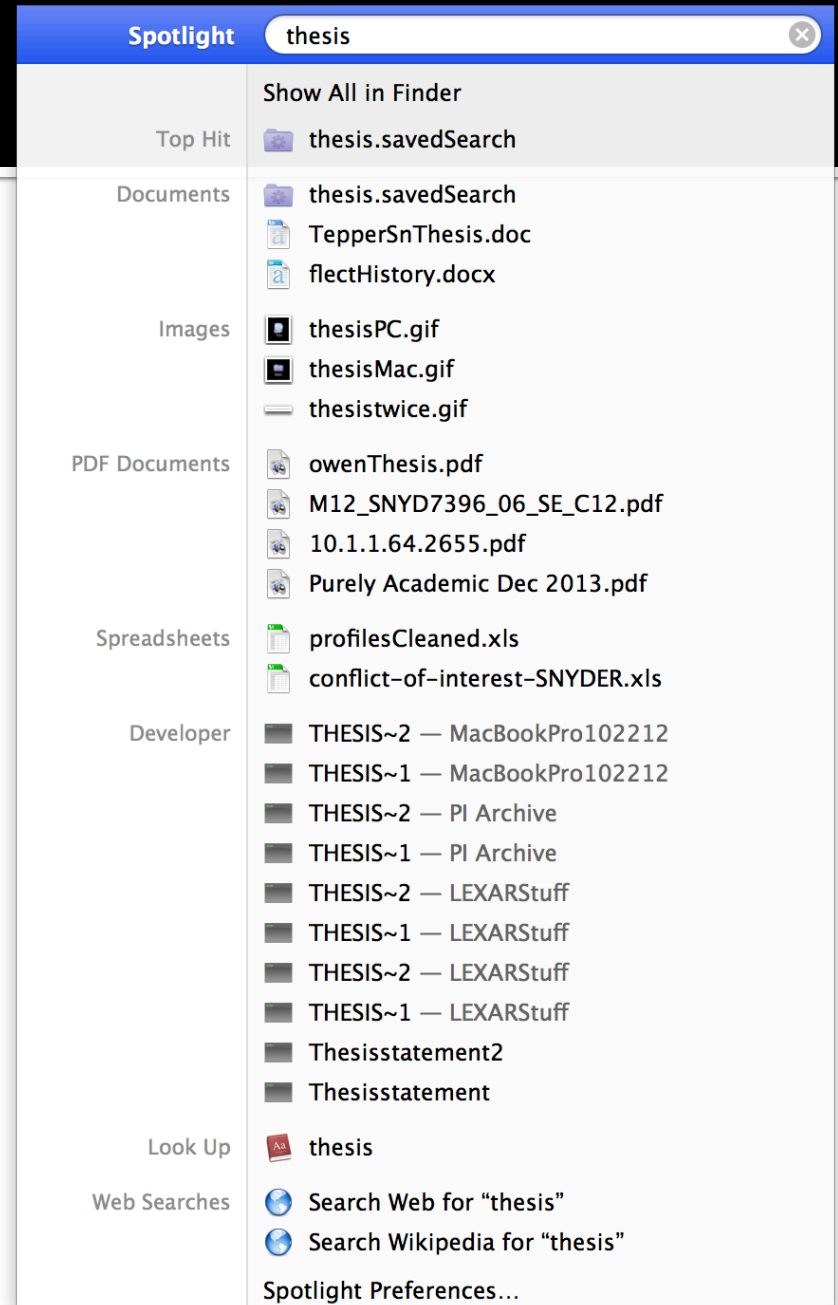 Spotlight thesis
Show All in Finder
Top Hit thesis.savedSearch
Documents thesis.savedSearch
TepperSnThesis.doc
flectHistory.docx
Images thesisPC.gif
thesisMac.gif
thesistwice.gif
PDF Documents owenThesis.pdf
M12_SNYD7396_06_SE_C12.pdf
10.1.1.64.2655.pdf
Purely Academic Dec 2013.pdf
Spreadsheets profilesCleaned.xls
conflict-of-interest-SNYDER.xls
Developer THESIS~2 — MacBookPro102212
THESIS~1 — MacBookPro102212
THESIS~2 — PI Archive
THESIS~1 — PI Archive
THESIS~2 — LEXARStuff
THESIS~1 — LEXARStuff
THESIS~2 — LEXARStuff
THESIS~1 — LEXARStuff
Thesisstatement2
Thesisstatement
Look Up Aa thesis
Web Searches Search Web for “thesis”
Search Wikipedia for “thesis”
Spotlight Preferences...